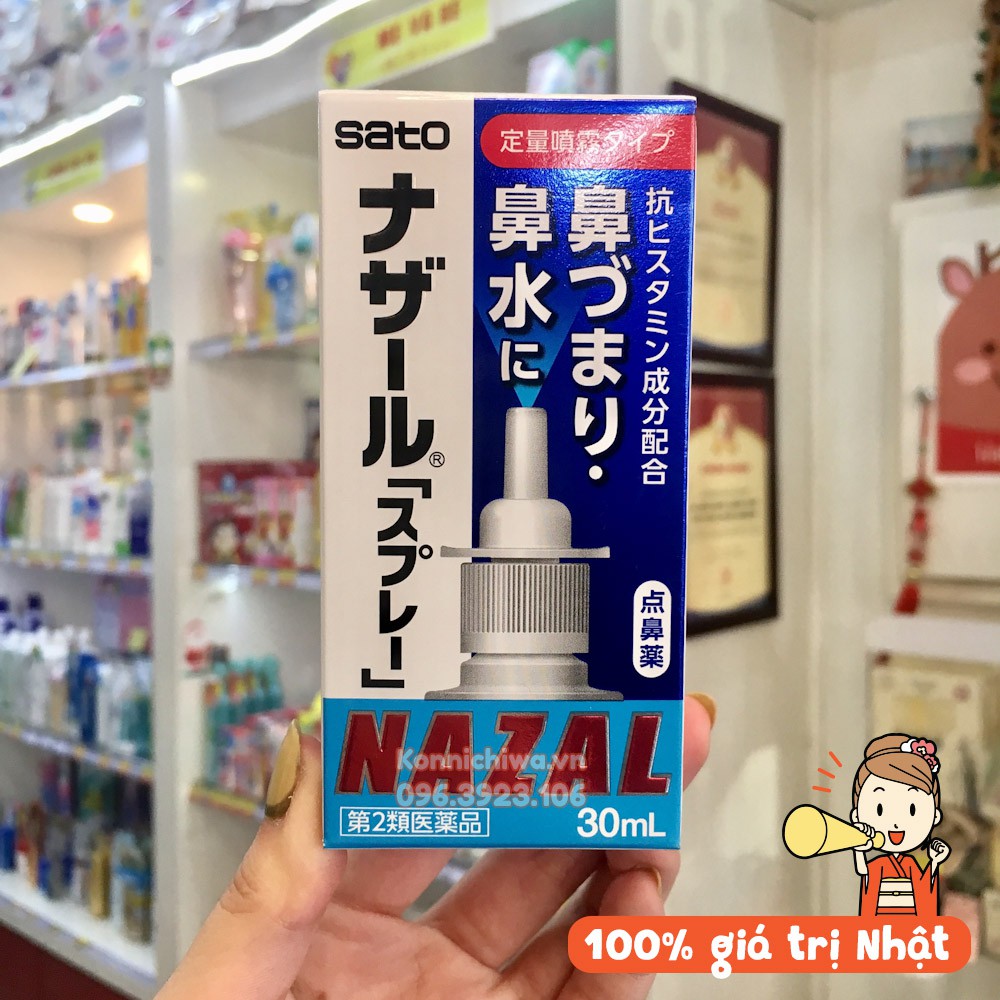 sato
定量噴霧タイプ
抗ヒスタミン成分配合
鼻づまり・
鼻水に
ナザール®「スプレー」
点鼻薬
NAZAL
Konnichiwa.vn
096.3923.106
第2類医薬品
30mL
100% giá trị Nhật